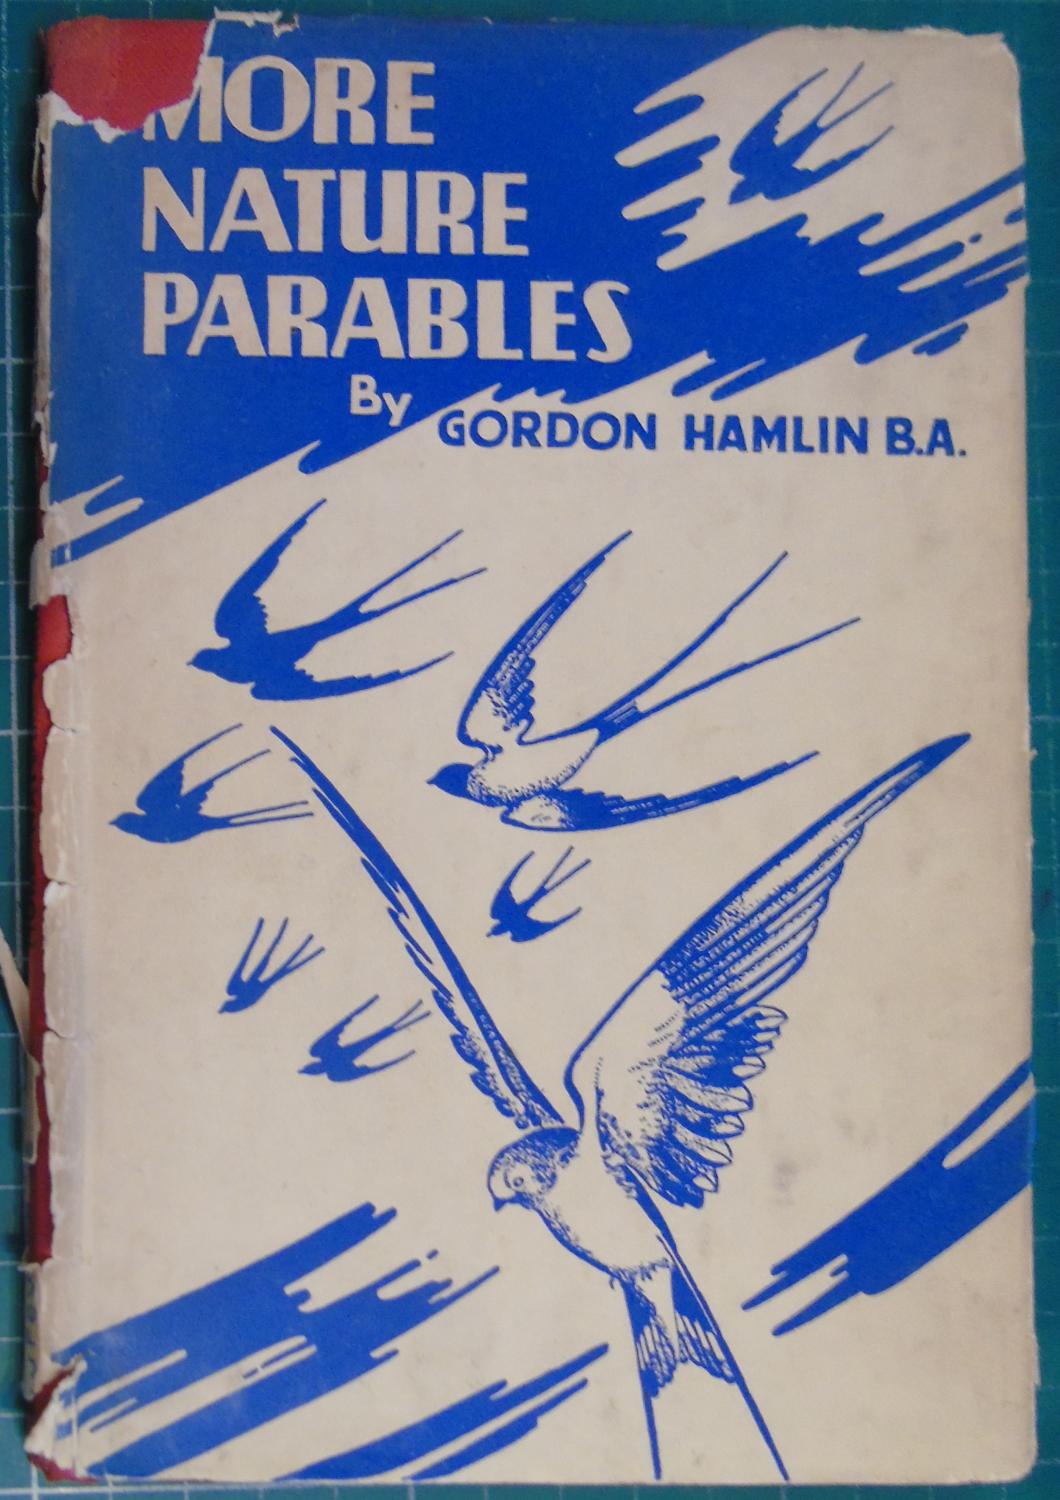 MORE
NATURE
PARABLES
By GORDON HAMLIN B.A.